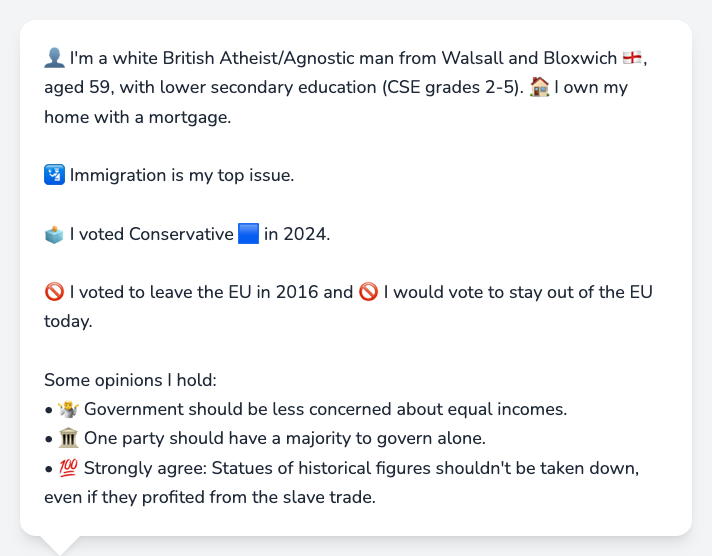 👤 I'm a white British Atheist/Agnostic man from Walsall and Bloxwich 🏴󠁧󠁢󠁥󠁮󠁧󠁿,
aged 59, with lower secondary education (CSE grades 2-5). 🏠 I own my
home with a mortgage.
🛂 Immigration is my top issue.
🗳️ I voted Conservative 🟦 in 2024.
🚫 I voted to leave the EU in 2016 and 🚫 I would vote to stay out of the EU
today.
Some opinions I hold:
• 🤷 Government should be less concerned about equal incomes.
• 🏛️ One party should have a majority to govern alone.
• 💯 Strongly agree: Statues of historical figures shouldn't be taken down,
even if they profited from the slave trade.